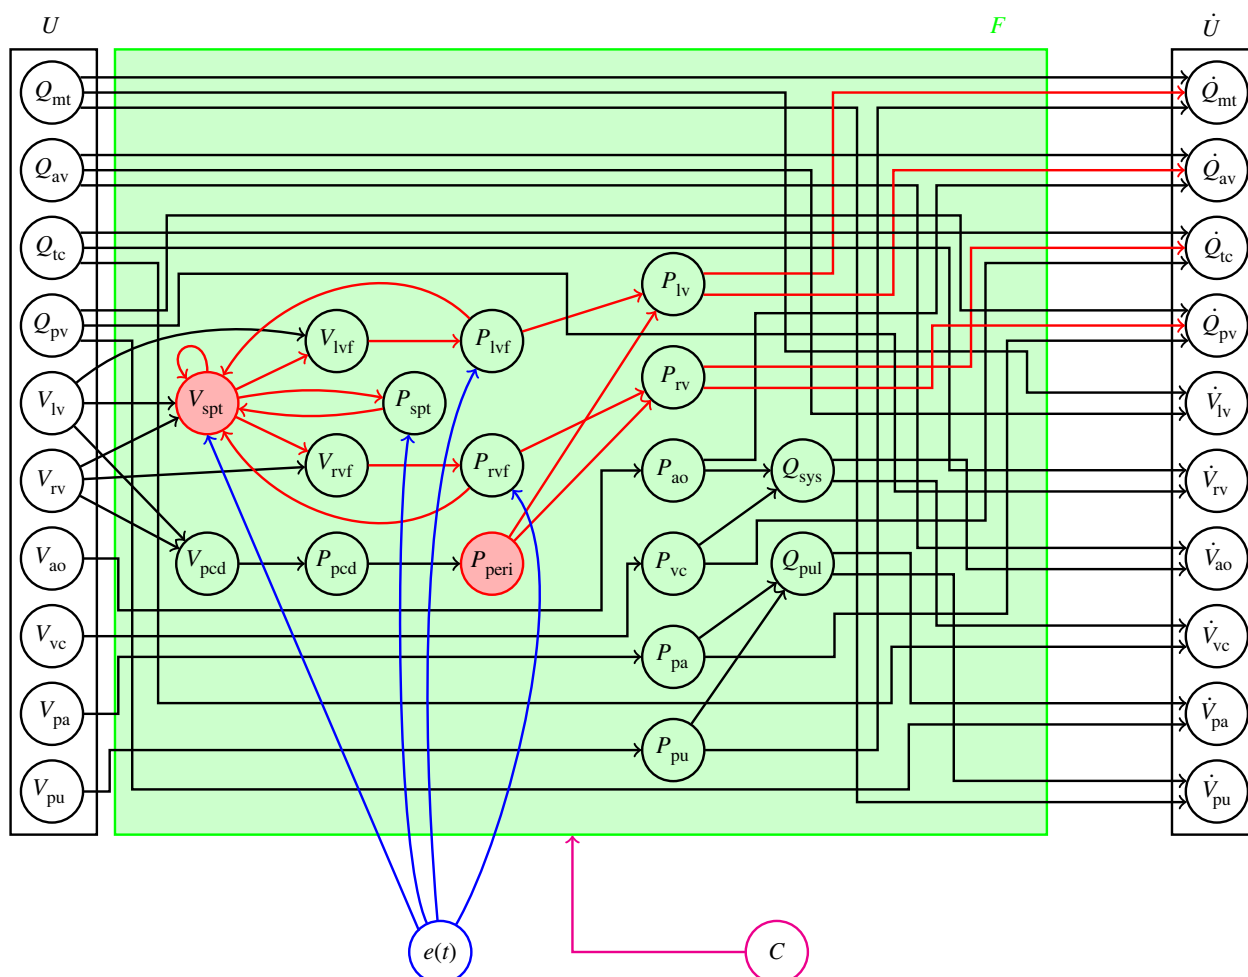 U F U̇
Q_mt Q̇_mt
Q_av Q̇_av
Q_tc Q̇_tc
P_lv
Q_pv V_lvf P_lvf Q̇_pv
P_rv
V_lv V_spt P_spt V̇_lv
V_rv V_rvf P_rvf P_ao Q_sys V̇_rv
V_ao V_pcd P_pcd P_peri P_vc Q_pul V̇_ao
V_vc P_pa V̇_vc
V_pa V̇_pa
P_pu
V_pu V̇_pu
e(t) C